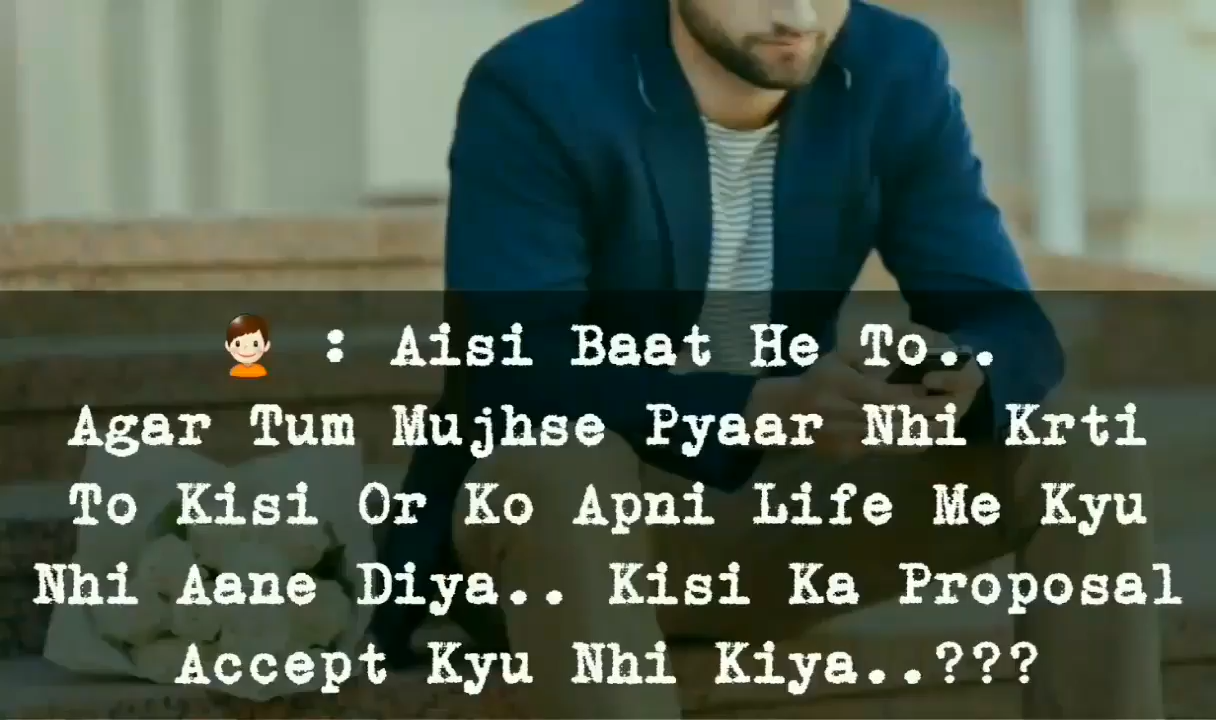 👦 : Aisi Baat He To..
Agar Tum Mujhse Pyaar Nhi Krti
To Kisi Or Ko Apni Life Me Kyu
Nhi Aane Diya.. Kisi Ka Proposal
Accept Kyu Nhi Kiya..???